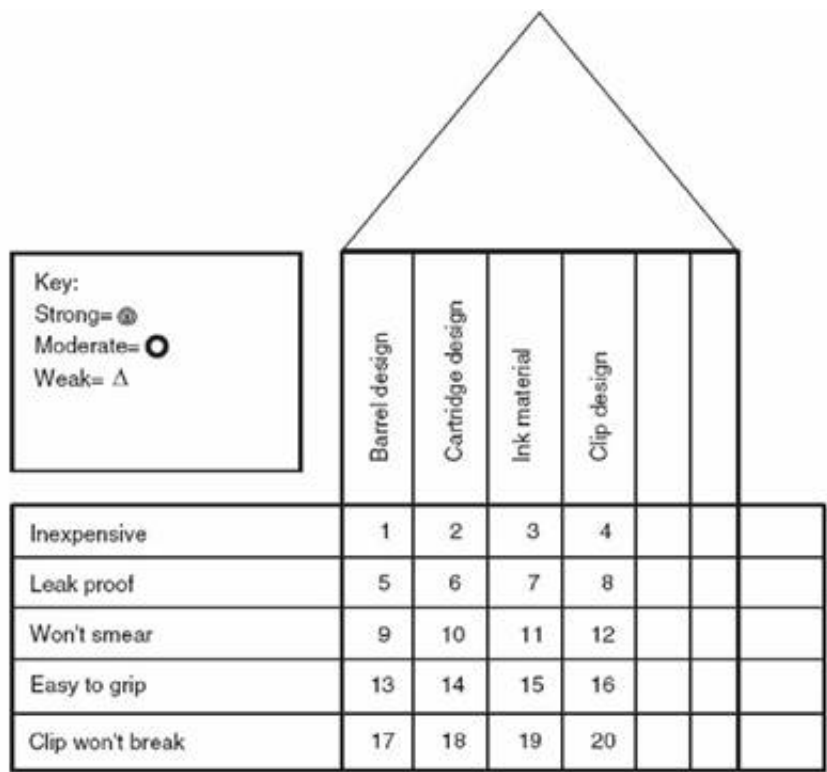 Key:
Strong= ◎
Moderate= O
Weak= Δ
Barrel design
Cartridge design
Ink material
Clip design
Inexpensive 1 2 3 4
Leak proof 5 6 7 8
Won't smear 9 10 11 12
Easy to grip 13 14 15 16
Clip won't break 17 18 19 20